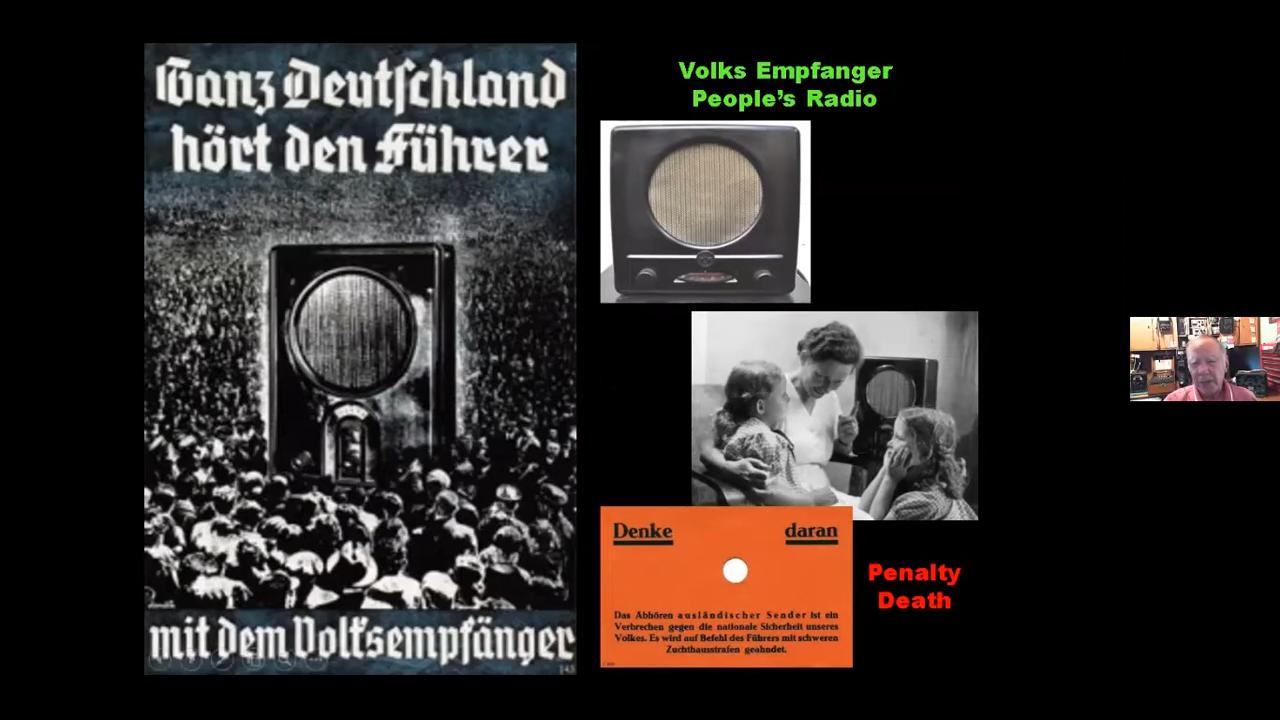 Ganz Deutschland
hört den Führer
mit dem Volksempfänger
143
Volks Empfanger
People’s Radio
Denke daran
Das Abhören ausländischer Sender ist ein
Verbrechen gegen die nationale Sicherheit unseres
Volkes. Es wird auf Befehl des Führers mit schweren
Zuchthausstrafen geahndet.
Penalty
Death